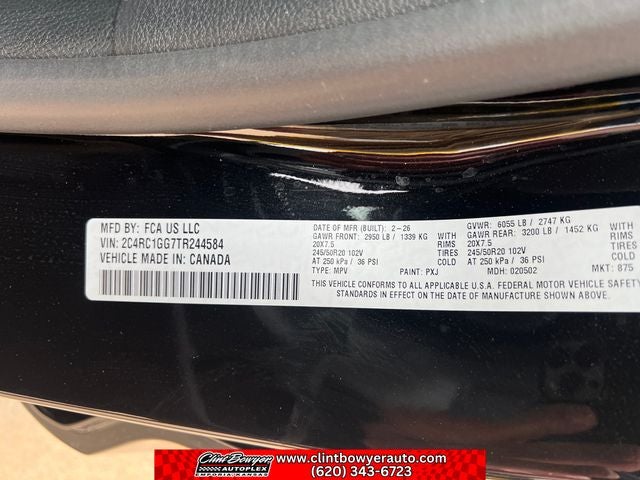 MFD BY: FCA US LLC
VIN: 2C4RC1GG7TR244584
VEHICLE MADE IN: CANADA
DATE OF MFR (BUILT): 2-26
GVWR: 6055 LB / 2747 KG
GAWR FRONT: 2950 LB / 1339 KG
GAWR REAR: 3200 LB / 1452 KG
20X7.5 RIMS
20X7.5 RIMS
245/50R20 102V TIRES
245/50R20 102V TIRES
AT 250 kPa / 36 PSI COLD
AT 250 kPa / 36 PSI COLD
TYPE: MPV PAINT: PXJ MDH: 020502 MKT: 875
THIS VEHICLE CONFORMS TO ALL APPLICABLE U.S.A. FEDERAL MOTOR VEHICLE SAFETY
STANDARDS IN EFFECT ON THE DATE OF MANUFACTURE SHOWN ABOVE.
Clint Bowyer
AUTOPLEX
EMPORIA KANSAS
www.clintbowyerauto.com
(620) 343-6723